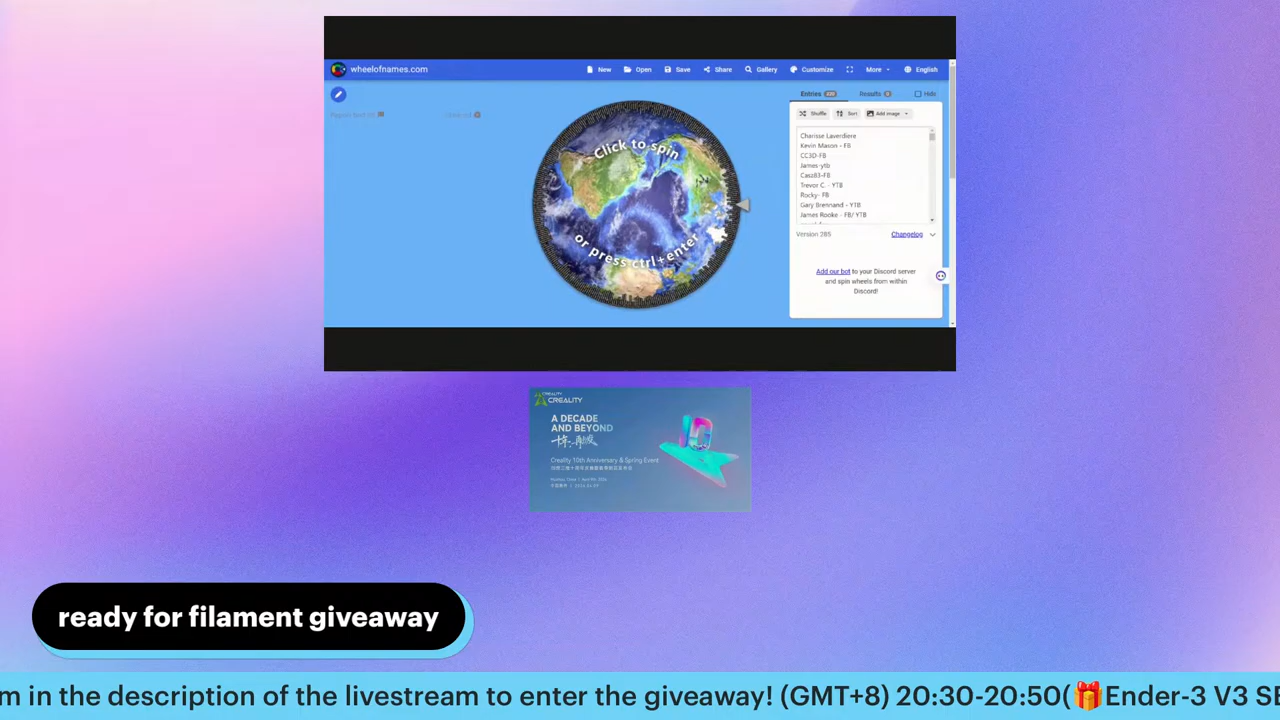 wheelofnames.com
New Open Save Share Gallery Customize More English
Entries Results Hide
Shuffle Sort Add image
Click to spin
or press ctrl+enter
Charisse Laverdiere
Kevin Mason - FB
CC3D-FB
James-ytb
Casz83-FB
Trevor C. - YTB
Rocky- FB
Gary Brennand - YTB
James Rooke - FB/ YTB
Version 285 Changelog
Add our bot to your Discord server
and spin wheels from within
Discord!
CREALITY
CREALITY
A DECADE
AND BEYOND
Creality 10th Anniversary & Spring Event
ready for filament giveaway
m in the description of the livestream to enter the giveaway! (GMT+8) 20:30-20:50(🎁Ender-3 V3 SE